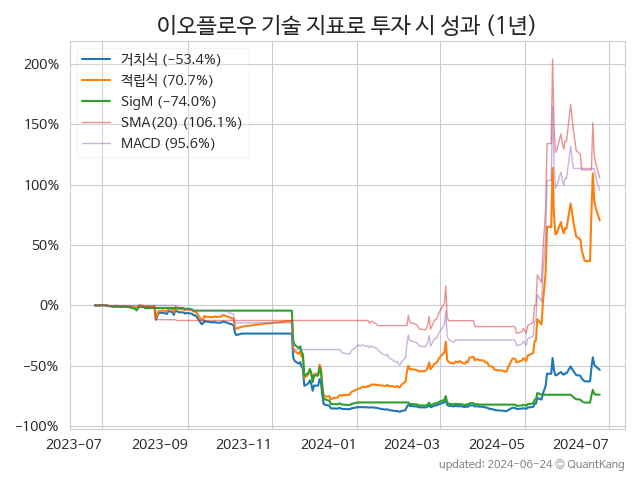 이오플로우 기술 지표로 투자 시 성과 (1년)
거치식 (−53.4%)
적립식 (70.7%)
SigM (−74.0%)
SMA(20) (106.1%)
MACD (95.6%)
200%
150%
100%
50%
0%
−50%
−100%
2023-07 2023-09 2023-11 2024-01 2024-03 2024-05 2024-07
updated: 2024-06-24 © QuantKang